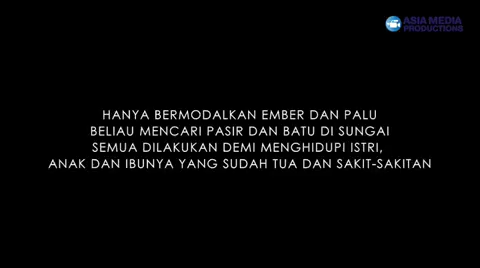 ASIA MEDIA
PRODUCTIONS
HANYA BERMODALKAN EMBER DAN PALU
BELIAU MENCARI PASIR DAN BATU DI SUNGAI
SEMUA DILAKUKAN DEMI MENGHIDUPI ISTRI,
ANAK DAN IBUNYA YANG SUDAH TUA DAN SAKIT-SAKITAN